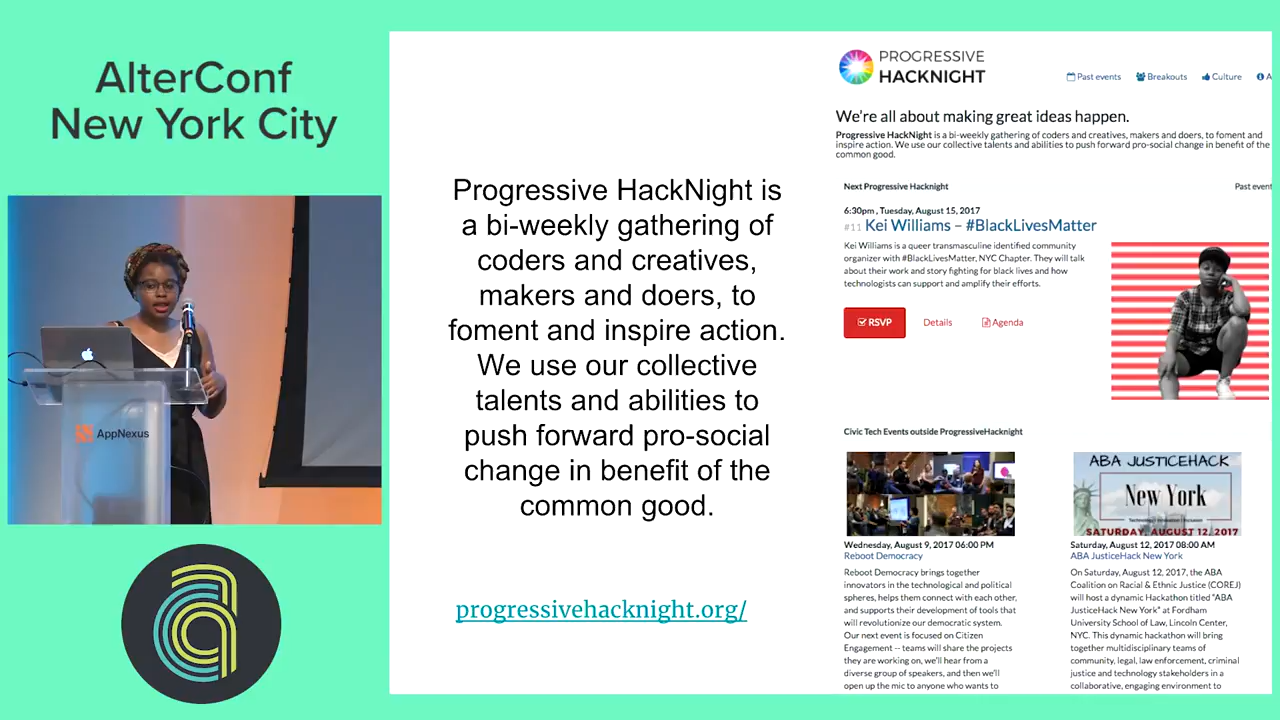 AlterConf
New York City
AppNexus
Progressive HackNight is
a bi-weekly gathering of
coders and creatives,
makers and doers, to
foment and inspire action.
We use our collective
talents and abilities to
push forward pro-social
change in benefit of the
common good.
progressivehacknight.org/
PROGRESSIVE
HACKNIGHT
Past events Breakouts Culture A
We're all about making great ideas happen.
Progressive HackNight is a bi-weekly gathering of coders and creatives, makers and doers, to foment and
inspire action. We use our collective talents and abilities to push forward pro-social change in benefit of the
common good.
Next Progressive Hacknight Past event
6:30pm , Tuesday, August 15, 2017
#11 Kei Williams – #BlackLivesMatter
Kei Williams is a queer transmasculine identified community
organizer with #BlackLivesMatter, NYC Chapter. They will talk
about their work and story fighting for black lives and how
technologists can support and amplify their efforts.
RSVP Details Agenda
Civic Tech Events outside ProgressiveHacknight
ABA JUSTICEHACK
New York
Technology | Innovation | Inclusion
SATURDAY, AUGUST 12, 2017
Wednesday, August 9, 2017 06:00 PM
Reboot Democracy
Reboot Democracy brings together
innovators in the technological and political
spheres, helps them connect with each other,
and supports their development of tools that
will revolutionize our democratic system.
Our next event is focused on Citizen
Engagement -- teams will share the projects
they are working on, we'll hear from a
diverse group of speakers, and then we'll
open up the mic to anyone who wants to
Saturday, August 12, 2017 08:00 AM
ABA JusticeHack New York
On Saturday, August 12, 2017, the ABA
Coalition on Racial & Ethnic Justice (COREJ)
will host a dynamic Hackathon titled "ABA
JusticeHack New York" at Fordham
University School of Law, Lincoln Center,
NYC. This dynamic hackathon will bring
together multidisciplinary teams of
community, legal, law enforcement, criminal
justice and technology stakeholders in a
collaborative, engaging environment to